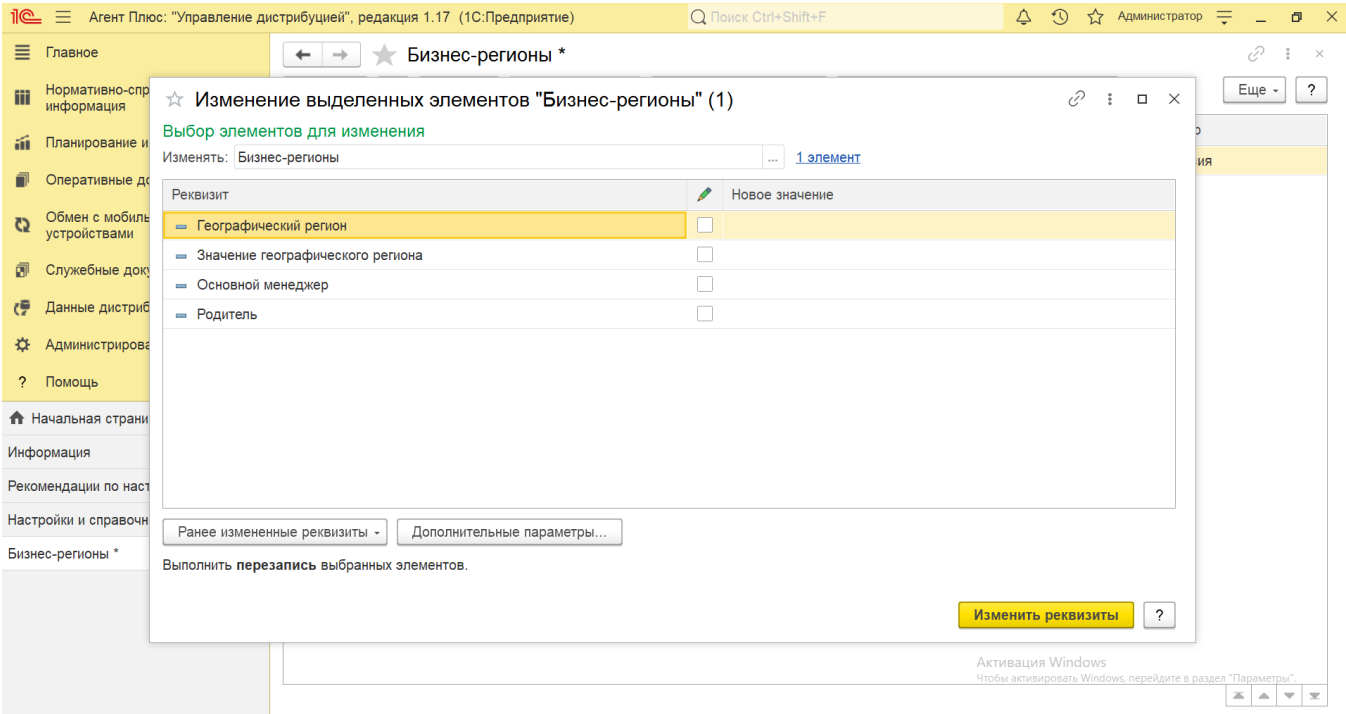 Агент Плюс: "Управление дистрибуцией", редакция 1.17 (1С:Предприятие)
Поиск Ctrl+Shift+F
Администратор
Главное
Нормативно-спр
информация
Планирование и
Оперативные до
Обмен с мобиль
устройствами
Служебные доку
Данные дистриб
Администрирова
? Помощь
Начальная страни
Информация
Рекомендации по наст
Настройки и справочн
Бизнес-регионы *
Бизнес-регионы *
Еще
?
Изменение выделенных элементов "Бизнес-регионы" (1)
Выбор элементов для изменения
Изменять: Бизнес-регионы ... 1 элемент
Реквизит Новое значение
Географический регион
Значение географического региона
Основной менеджер
Родитель
Ранее измененные реквизиты
Дополнительные параметры...
Выполнить перезапись выбранных элементов.
Изменить реквизиты
?
Активация Windows
Чтобы активировать Windows, перейдите в раздел "Параметры".